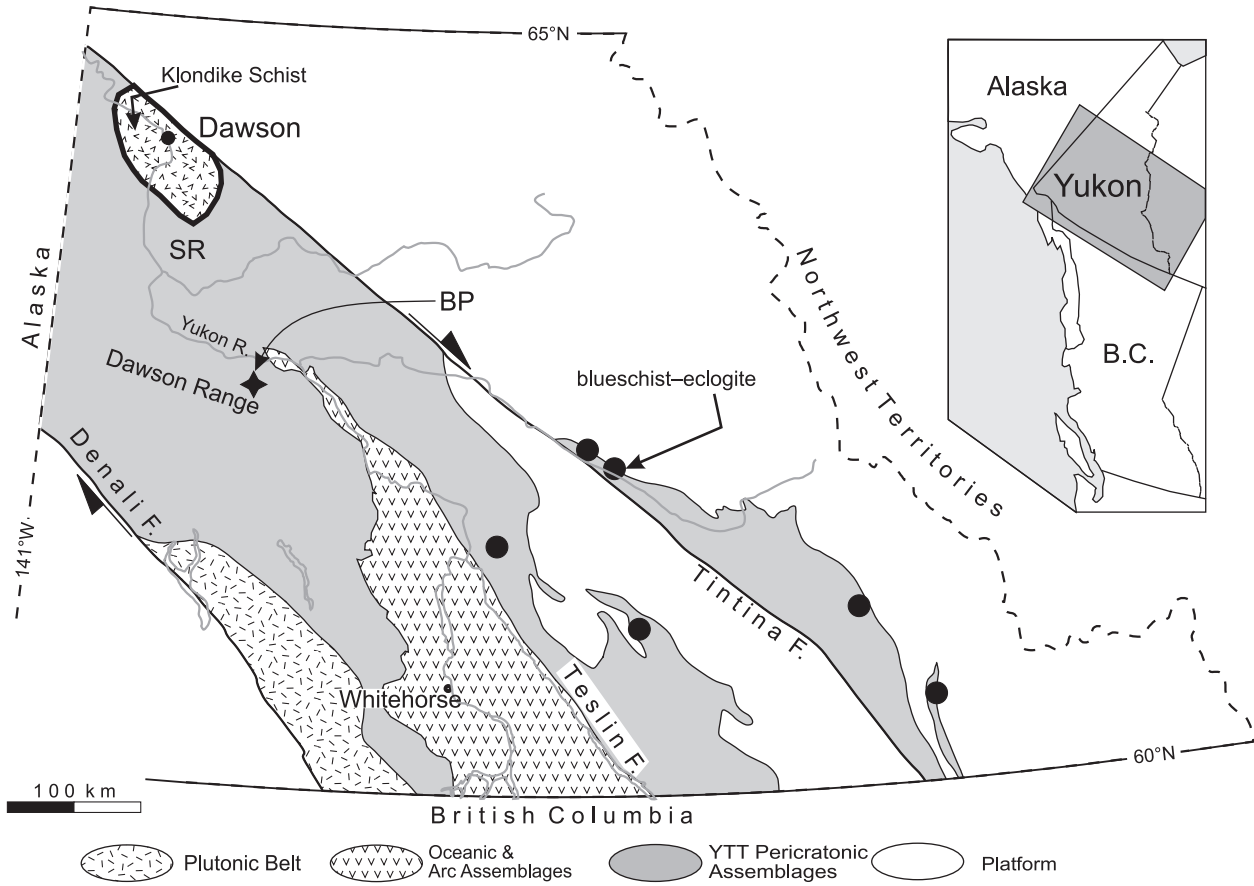 65°N
Klondike Schist
Dawson
Alaska
Yukon
B.C.
SR
BP
Yukon R.
Dawson Range
Alaska
Northwest Territories
blueschist–eclogite
Denali F.
141°W
Tintina F.
Teslin F.
Whitehorse
60°N
100 km
British Columbia
Plutonic Belt
Oceanic &
Arc Assemblages
YTT Pericratonic
Assemblages
Platform